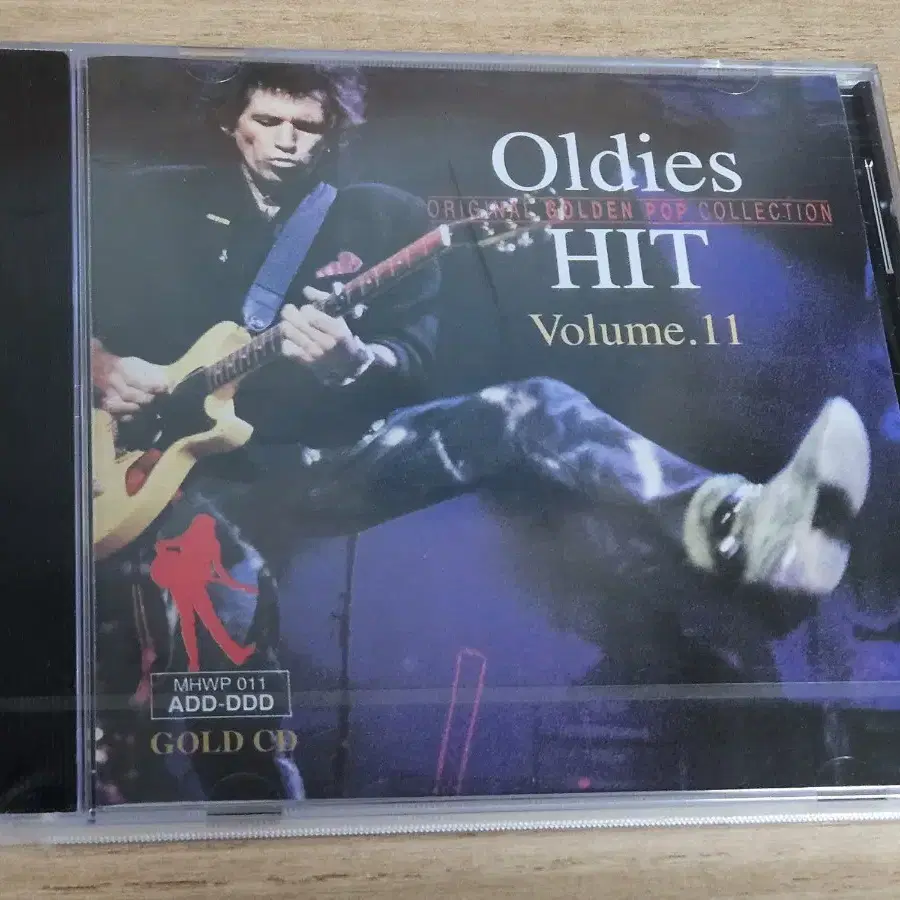 Oldies
ORIGINAL GOLDEN POP COLLECTION
HIT
Volume.11
MHWP 011
ADD-DDD
GOLD CD